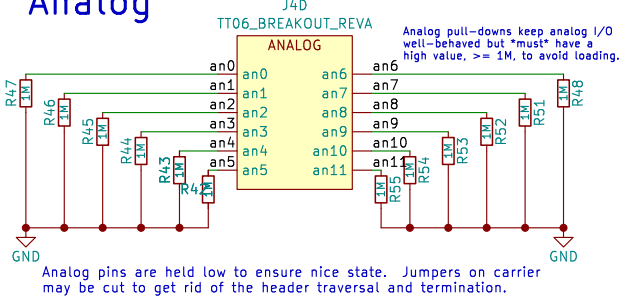 Analog
J4D
TT06_BREAKOUT_REVA
Analog pull-downs keep analog I/O
well-behaved but *must* have a
high value, >= 1M, to avoid loading.
ANALOG
an0 an0 an6 an6
an1 an1 an7 an7
an2 an2 an8 an8
an3 an3 an9 an9
an4 an4 an10 an10
an5 an5 an11 an11
R47 1M
R46 1M
R45 1M
R44 1M
R43 1M
R42 1M
R55 1M
R54 1M
R53 1M
R52 1M
R51 1M
R48 1M
GND GND
Analog pins are held low to ensure nice state. Jumpers on carrier
may be cut to get rid of the header traversal and termination.